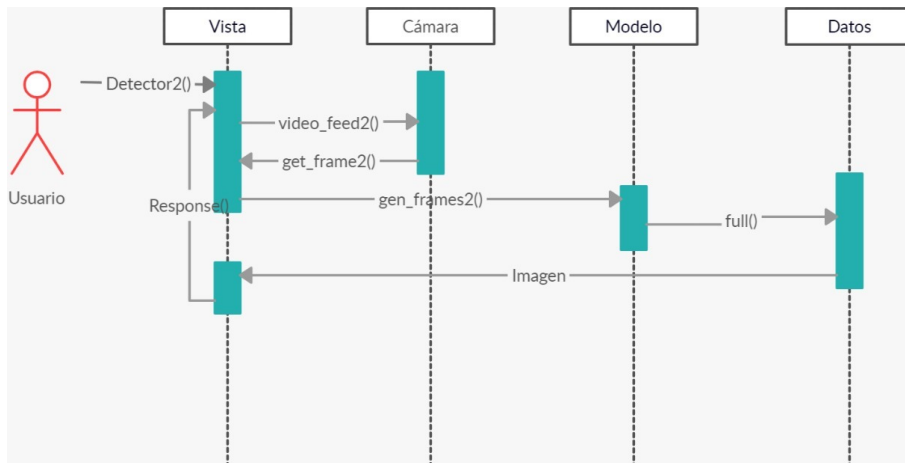 Vista
Cámara
Modelo
Datos
Detector2()
video_feed2()
get_frame2()
Usuario
Response()
gen_frames2()
full()
Imagen